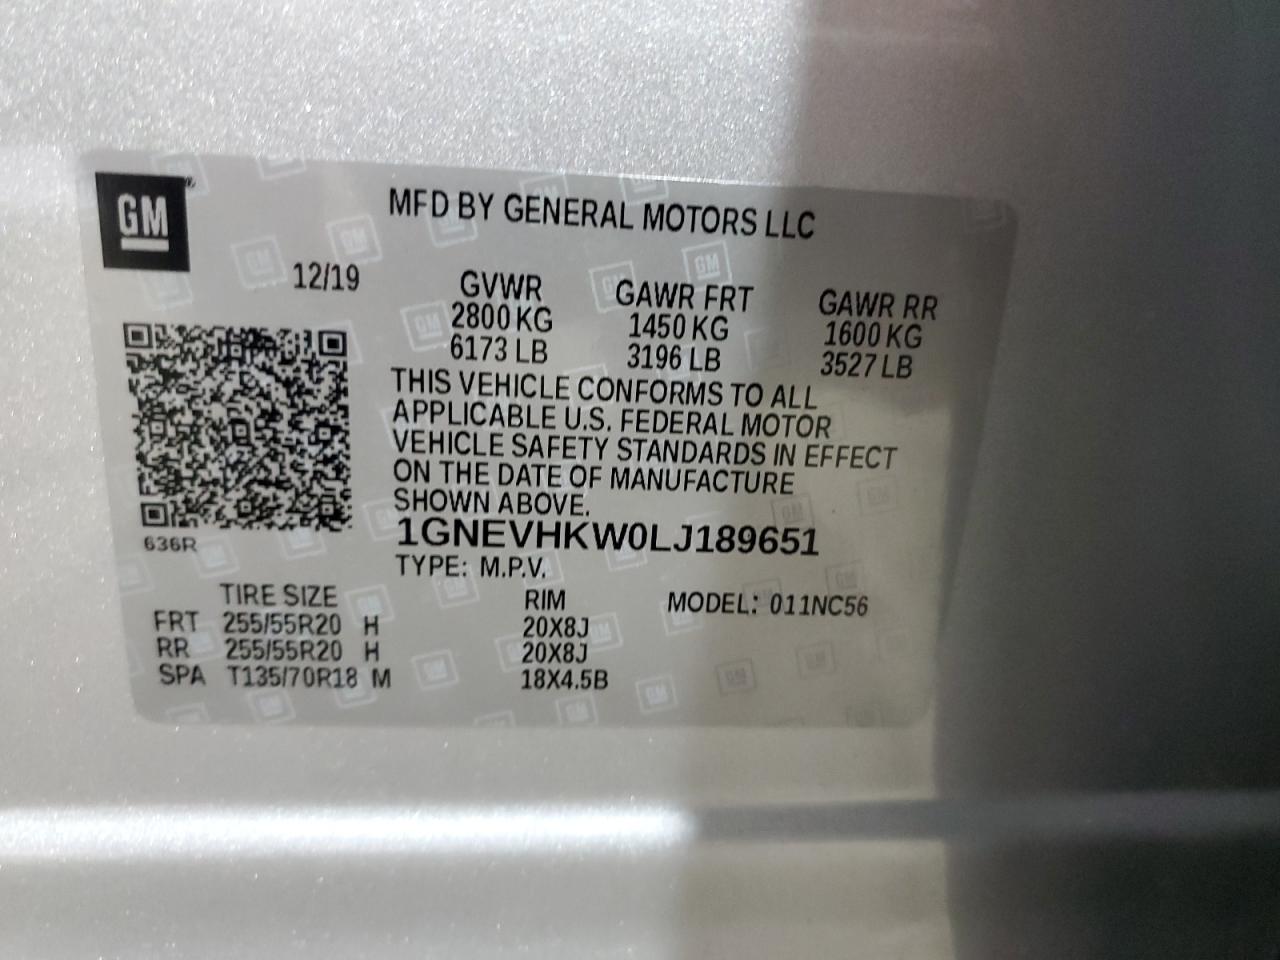 GM
MFD BY GENERAL MOTORS LLC
12/19
GVWR GAWR FRT GAWR RR
2800 KG 1450 KG 1600 KG
6173 LB 3196 LB 3527 LB
THIS VEHICLE CONFORMS TO ALL
APPLICABLE U.S. FEDERAL MOTOR
VEHICLE SAFETY STANDARDS IN EFFECT
ON THE DATE OF MANUFACTURE
SHOWN ABOVE.
1GNEVHKW0LJ189651
636R
TYPE: M.P.V.
TIRE SIZE RIM MODEL: 011NC56
FRT 255/55R20 H 20X8J
RR 255/55R20 H 20X8J
SPA T135/70R18 M 18X4.5B